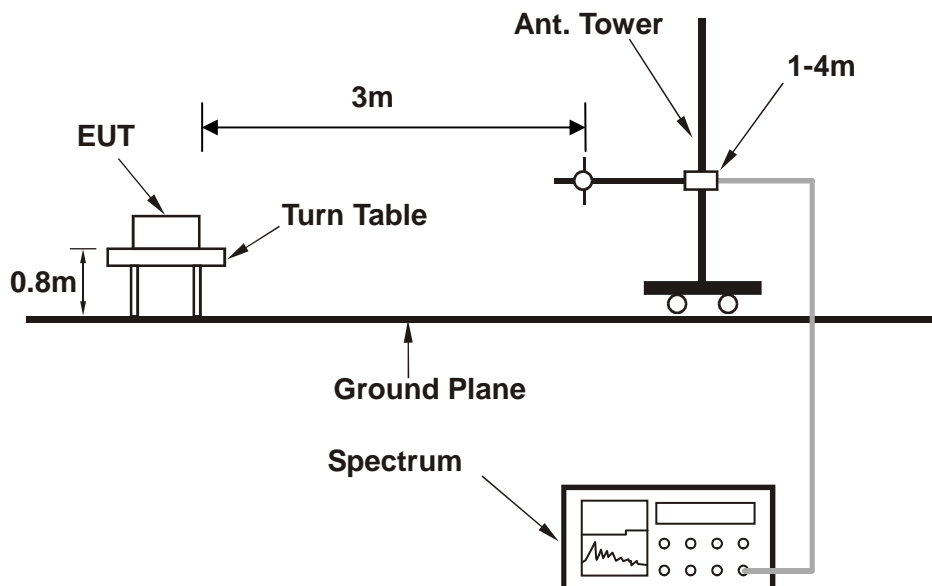 Ant. Tower
1-4m
3m
EUT
Turn Table
0.8m
Ground Plane
Spectrum